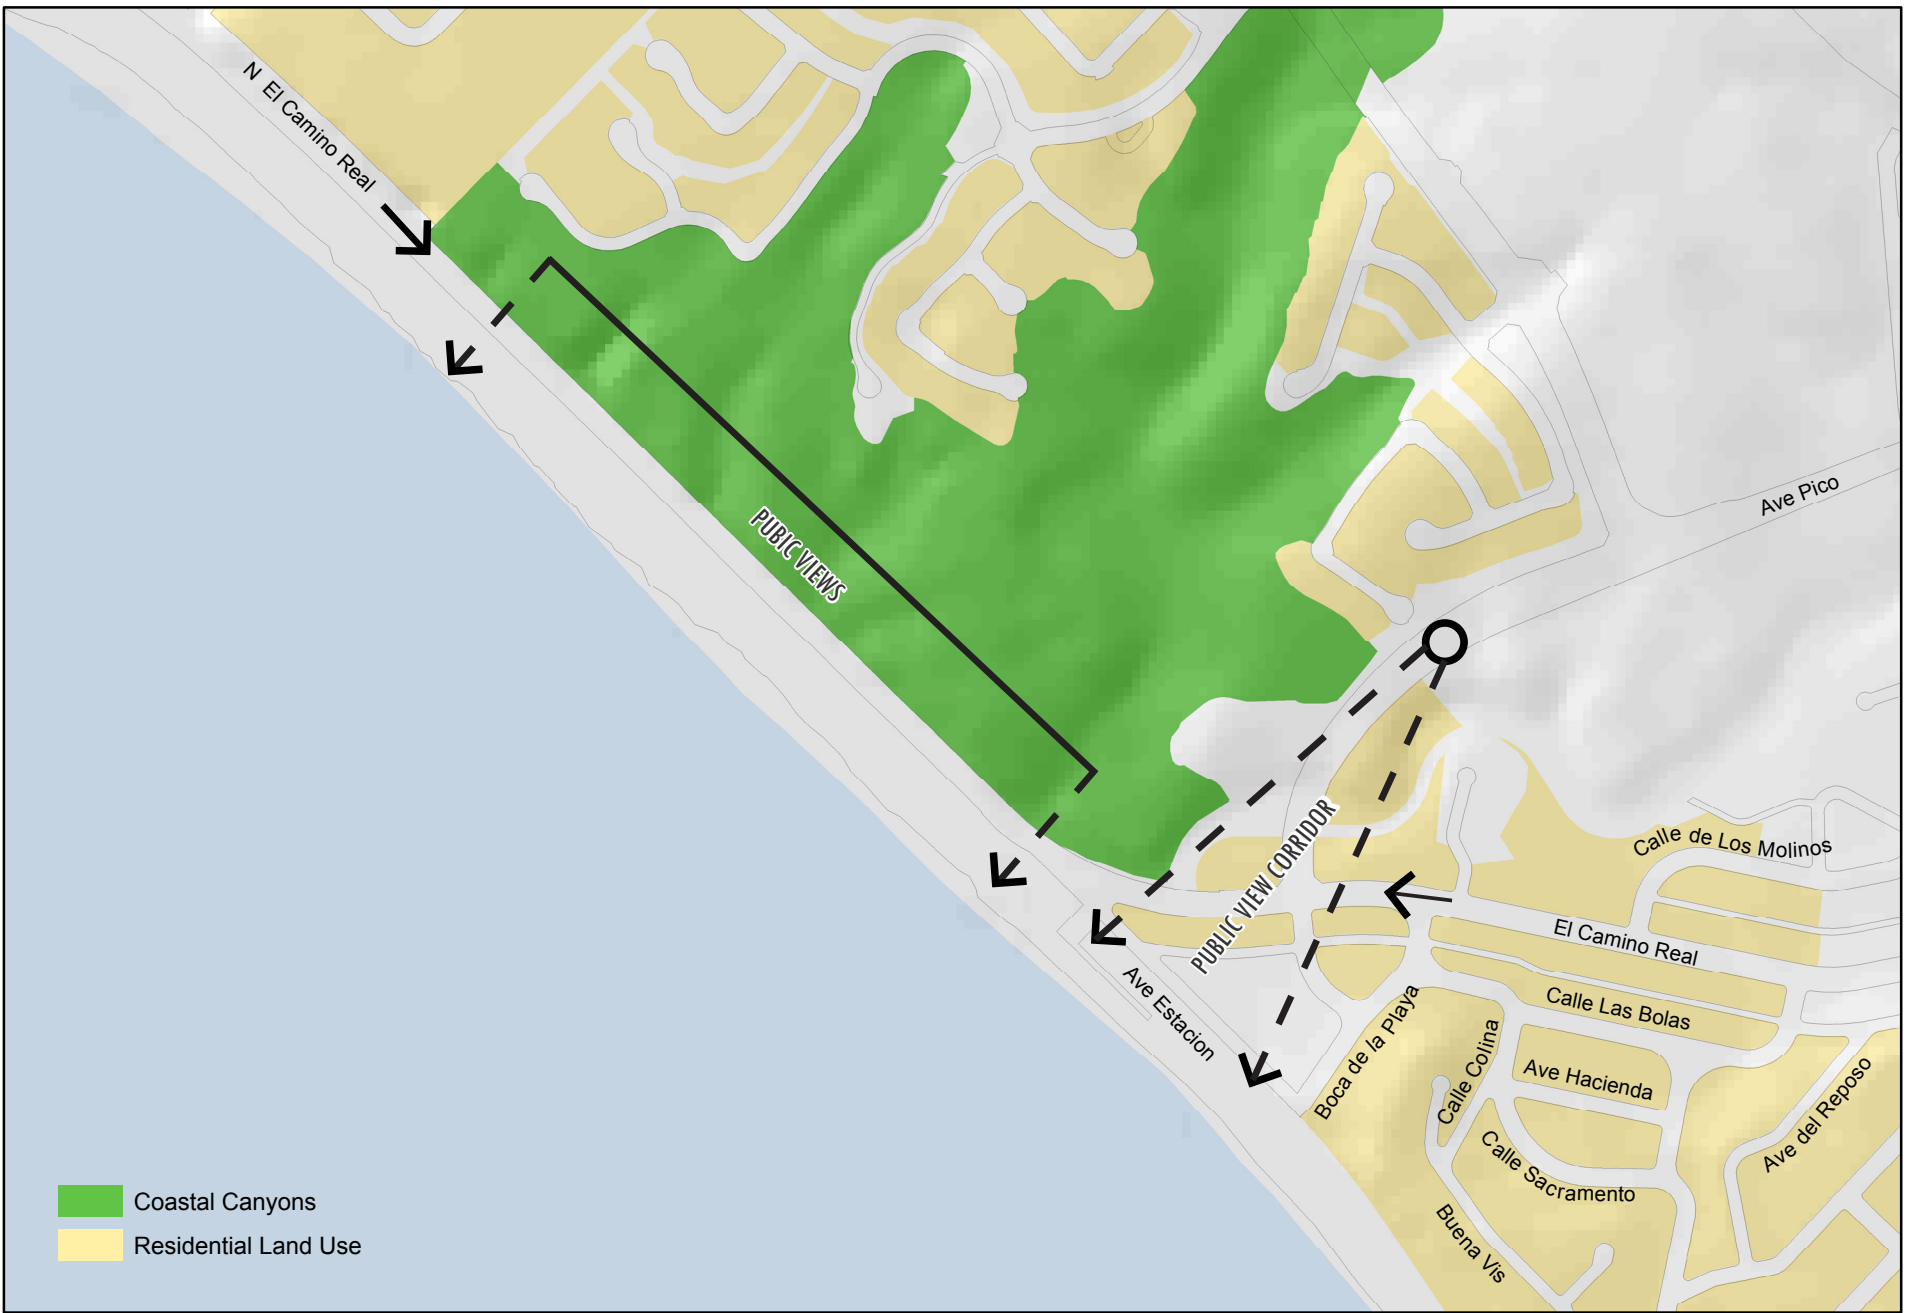 N El Camino Real
PUBIC VIEWS
Ave Pico
PUBLIC VIEW CORRIDOR
Calle de Los Molinos
El Camino Real
Calle Las Bolas
Ave Estacion
Boca de la Playa
Calle Colina
Ave Hacienda
Ave del Reposo
Calle Sacramento
Buena Vis
Coastal Canyons
Residential Land Use